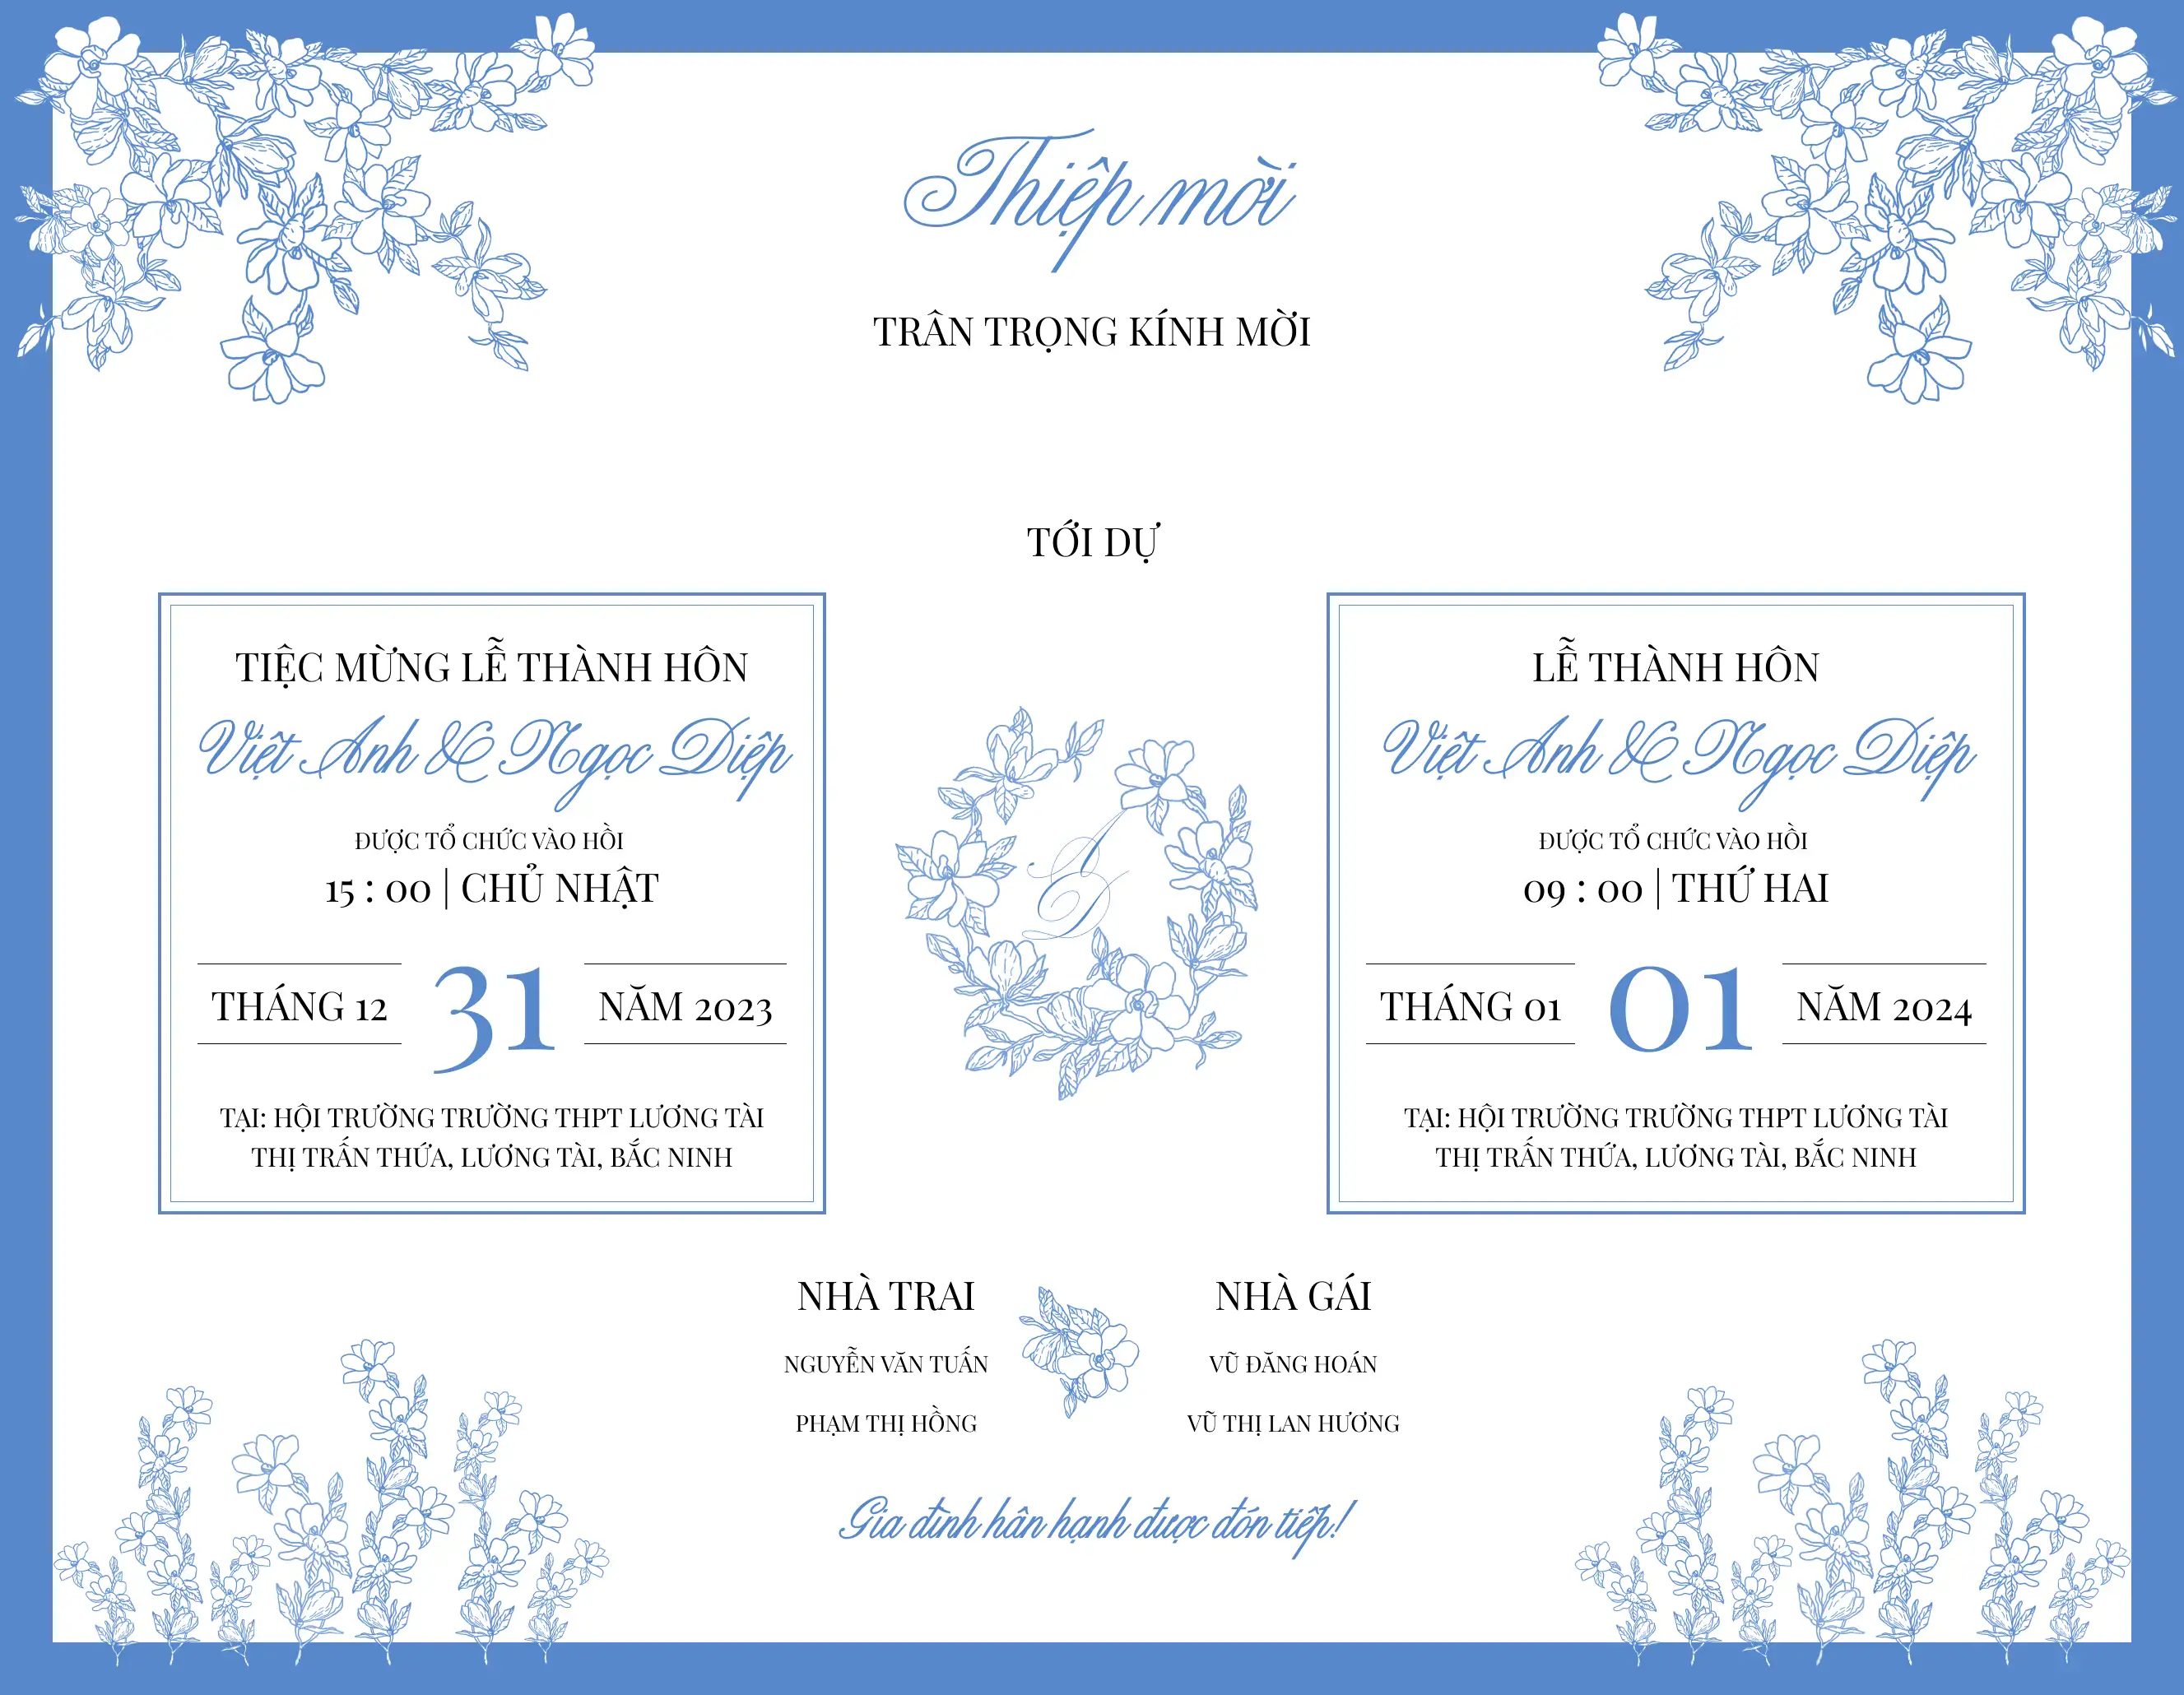 Thiệp mời
TRÂN TRỌNG KÍNH MỜI
TỚI DỰ
TIỆC MỪNG LỄ THÀNH HÔN
Việt Anh & Ngọc Diệp
ĐƯỢC TỔ CHỨC VÀO HỒI
15 : 00 | CHỦ NHẬT
THÁNG 12
31
NĂM 2023
TẠI: HỘI TRƯỜNG TRƯỜNG THPT LƯƠNG TÀI
THỊ TRẤN THỨA, LƯƠNG TÀI, BẮC NINH
A
D
LỄ THÀNH HÔN
Việt Anh & Ngọc Diệp
ĐƯỢC TỔ CHỨC VÀO HỒI
09 : 00 | THỨ HAI
THÁNG 01
01
NĂM 2024
TẠI: HỘI TRƯỜNG TRƯỜNG THPT LƯƠNG TÀI
THỊ TRẤN THỨA, LƯƠNG TÀI, BẮC NINH
NHÀ TRAI
NGUYỄN VĂN TUẤN
PHẠM THỊ HỒNG
NHÀ GÁI
VŨ ĐĂNG HOÁN
VŨ THỊ LAN HƯƠNG
Gia đình hân hạnh được đón tiếp!